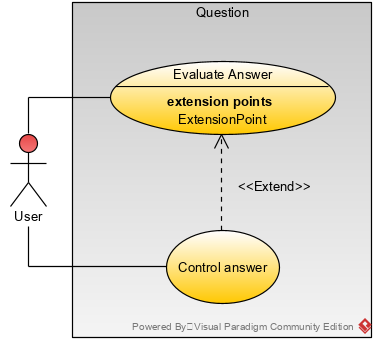 Question
Evaluate Answer
extension points
ExtensionPoint
<<Extend>>
User
Control answer
Powered By Visual Paradigm Community Edition